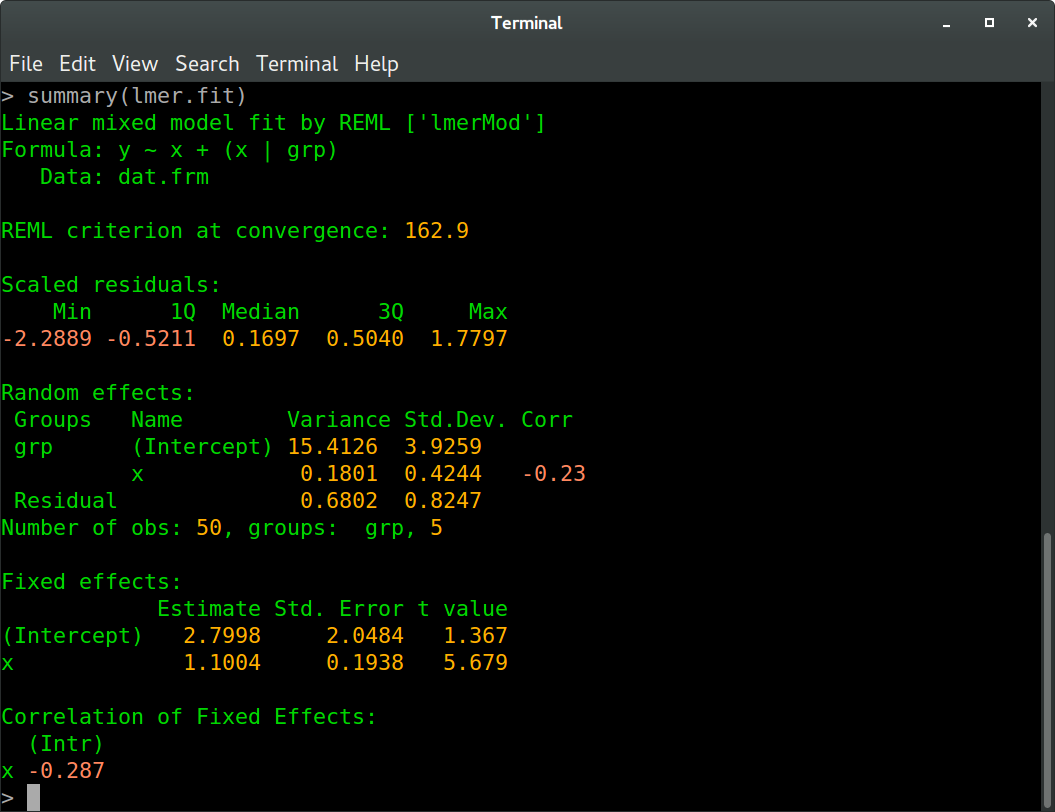 Terminal
File Edit View Search Terminal Help
> summary(lmer.fit)
Linear mixed model fit by REML ['lmerMod']
Formula: y ~ x + (x | grp)
   Data: dat.frm

REML criterion at convergence: 162.9

Scaled residuals:
    Min      1Q  Median      3Q     Max
-2.2889 -0.5211  0.1697  0.5040  1.7797

Random effects:
 Groups   Name        Variance Std.Dev. Corr
 grp      (Intercept) 15.4126  3.9259
          x            0.1801  0.4244   -0.23
 Residual              0.6802  0.8247
Number of obs: 50, groups:  grp, 5

Fixed effects:
            Estimate Std. Error t value
(Intercept)   2.7998     2.0484   1.367
x             1.1004     0.1938   5.679

Correlation of Fixed Effects:
  (Intr)
x -0.287
>